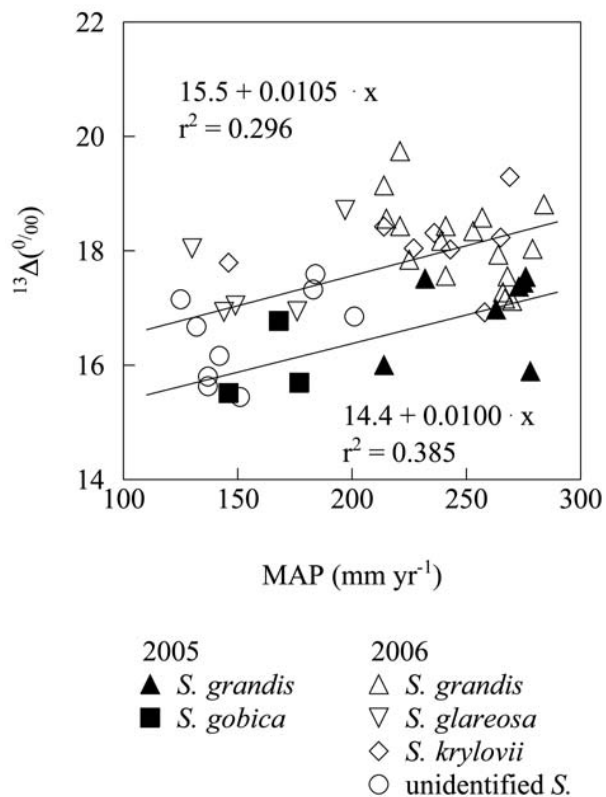 22
20
18
16
14
15.5 + 0.0105 · x
r² = 0.296
¹³Δ(⁰/₀₀)
14.4 + 0.0100 · x
r² = 0.385
100 150 200 250 300
MAP (mm yr⁻¹)
2005 2006
▲ S. grandis △ S. grandis
■ S. gobica ▽ S. glareosa
◇ S. krylovii
○ unidentified S.